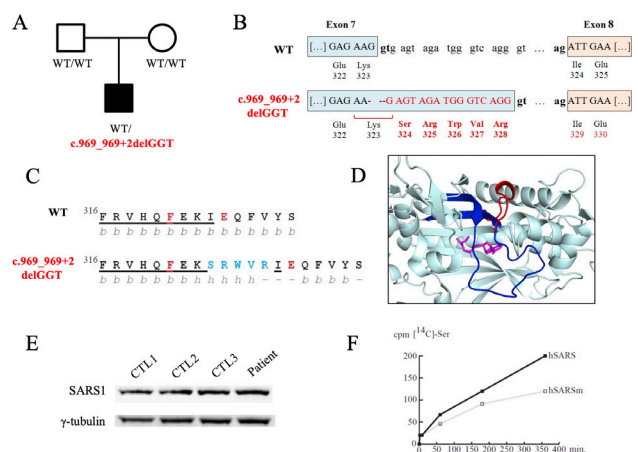 A
WT/WT
WT/WT
WT/
c.969_969+2delGGT
B
Exon 7
Exon 8
WT
[…] GAG AAG gtg agt aga tgg gtc agg gt … ag ATT GAA […]
Glu Lys Ile Glu
322 323 324 325
c.969_969+2
delGGT
[…] GAG AA- --G AGT AGA TGG GTC AGG gt … ag ATT GAA […]
Glu Lys Ser Arg Trp Val Arg Ile Glu
322 323 324 325 326 327 328 329 330
C
WT
316 F R V H Q F E K I E Q F V Y S
b b b b b b b b b b b b b b b
c.969_969+2
delGGT
316 F R V H Q F E K S R W V R I E Q F V Y S
b b b b b b b h h h h h – – – b b b b b
D
E
CTL1 CTL2 CTL3 Patient
SARS1
γ-tubulin
F
cpm [14C]-Ser
200
150
100
50
0
hSARS
hSARSm
0 50 100 150 200 250 300 350 400 min.